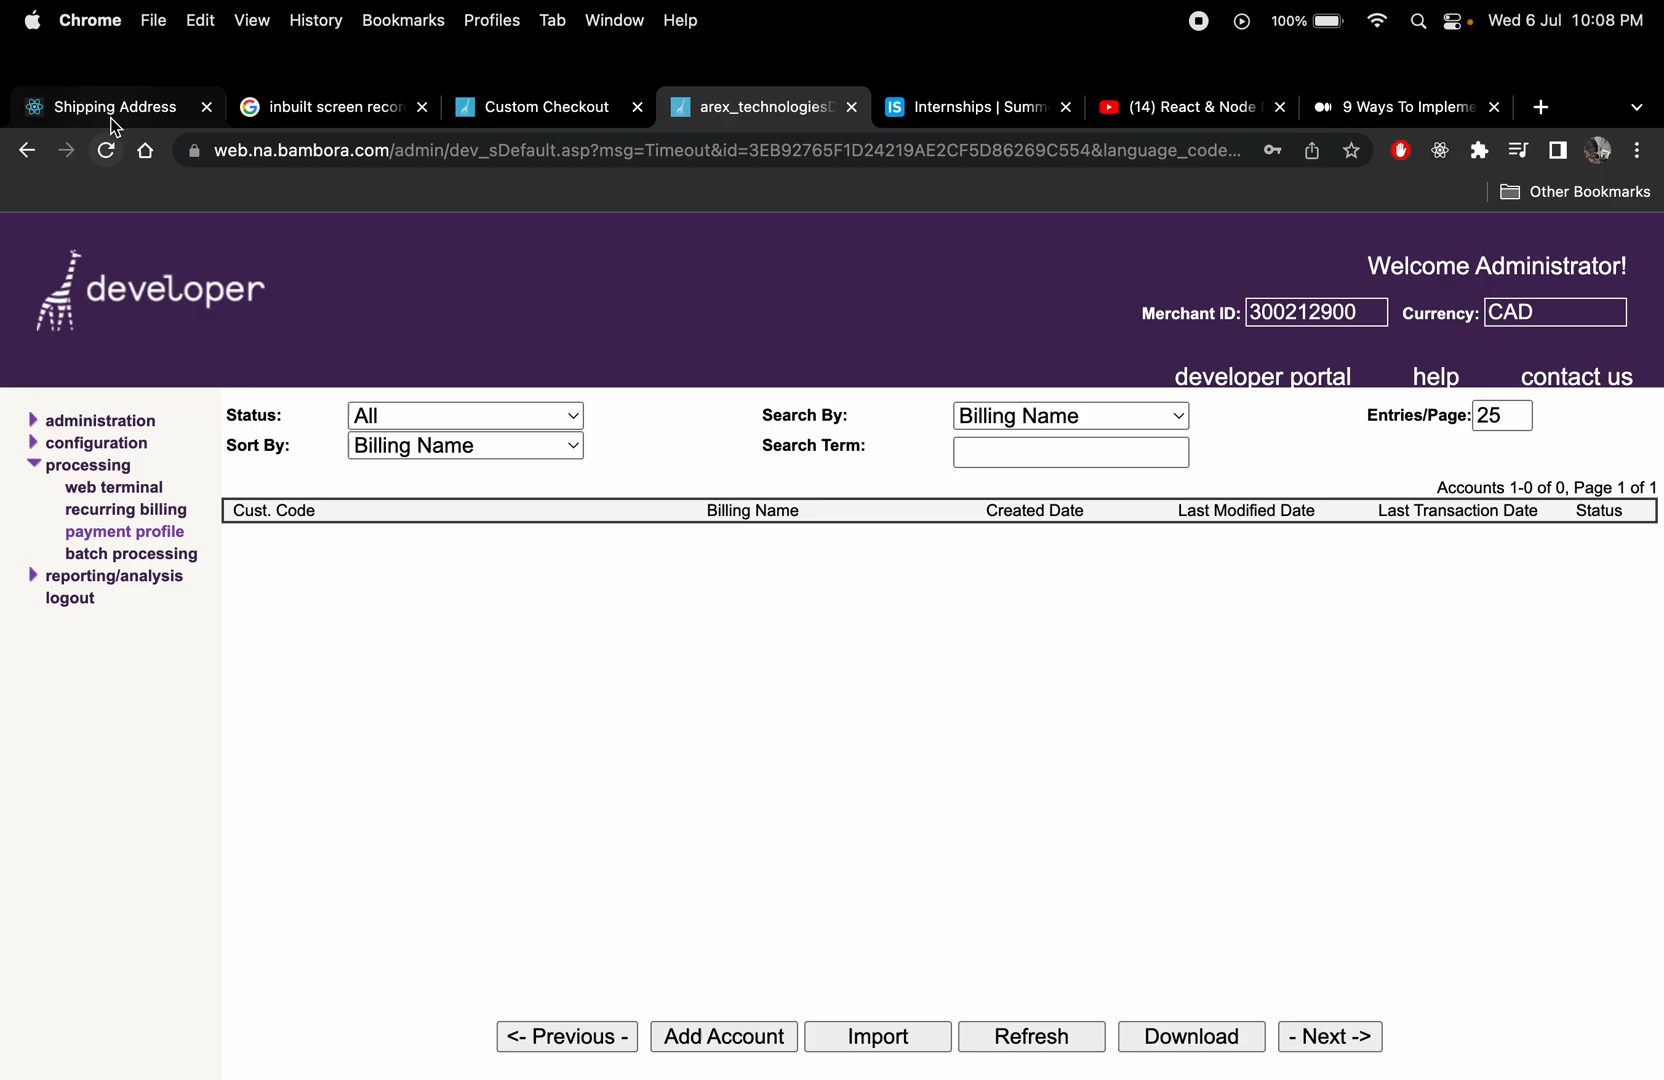 Chrome File Edit View History Bookmarks Profiles Tab Window Help 100% Wed 6 Jul 10:08 PM
Shipping Address inbuilt screen recor Custom Checkout arex_technologiesD Internships | Summ (14) React & Node 9 Ways To Impleme
web.na.bambora.com/admin/dev_sDefault.asp?msg=Timeout&id=3EB92765F1D24219AE2CF5D86269C554&language_code...
Other Bookmarks
developer
Welcome Administrator!
Merchant ID: 300212900 Currency: CAD
developer portal help contact us
administration
configuration
processing
web terminal
recurring billing
payment profile
batch processing
reporting/analysis
logout
Status: All Search By: Billing Name Entries/Page: 25
Sort By: Billing Name Search Term:
Accounts 1-0 of 0, Page 1 of 1
Cust. Code Billing Name Created Date Last Modified Date Last Transaction Date Status
<- Previous - Add Account Import Refresh Download - Next ->